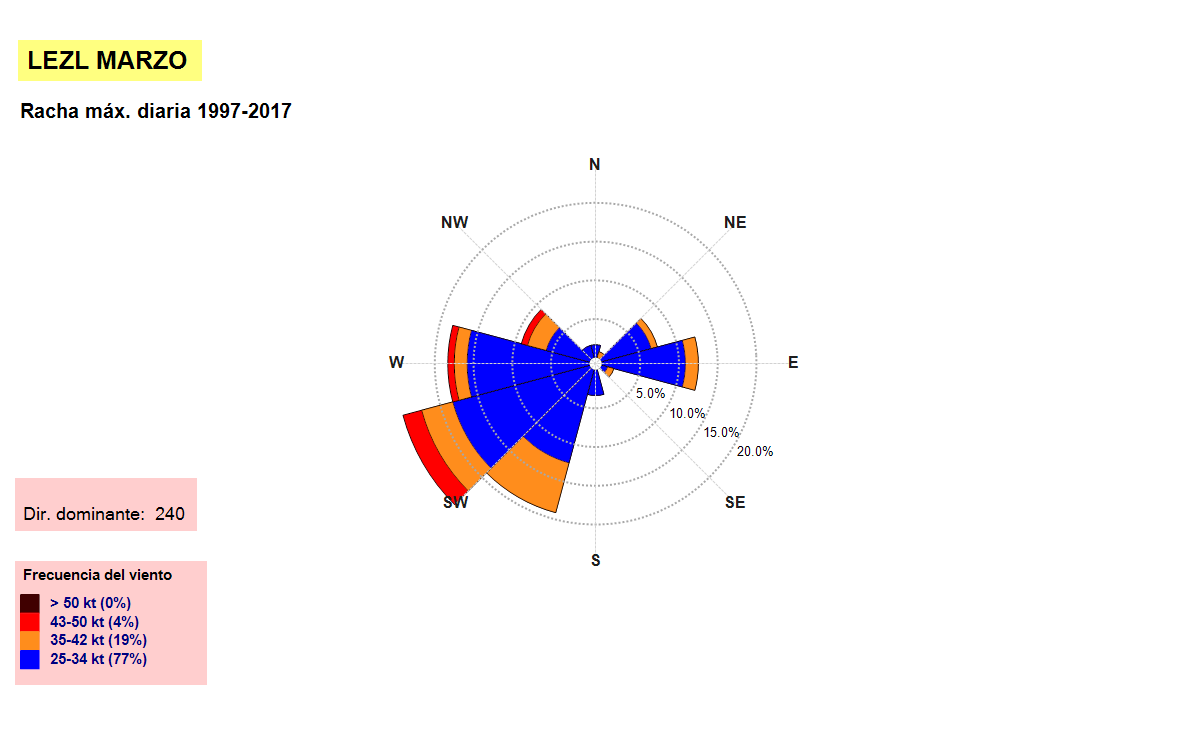 LEZL MARZO
Racha máx. diaria 1997-2017
N
NW
NE
W
E
5.0%
10.0%
15.0%
20.0%
SW
SE
S
Dir. dominante: 240
Frecuencia del viento
> 50 kt (0%)
43-50 kt (4%)
35-42 kt (19%)
25-34 kt (77%)